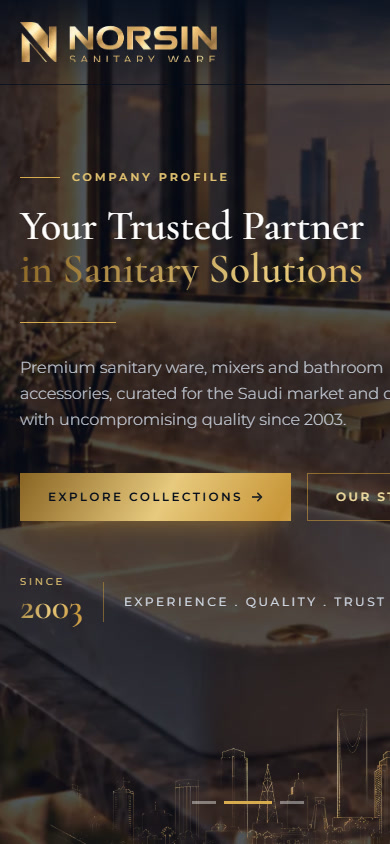 NORSIN
SANITARY WARE
COMPANY PROFILE
Your Trusted Partner
in Sanitary Solutions
Premium sanitary ware, mixers and bathroom
accessories, curated for the Saudi market and
with uncompromising quality since 2003.
EXPLORE COLLECTIONS →
OUR
SINCE
2003
EXPERIENCE . QUALITY . TRUST